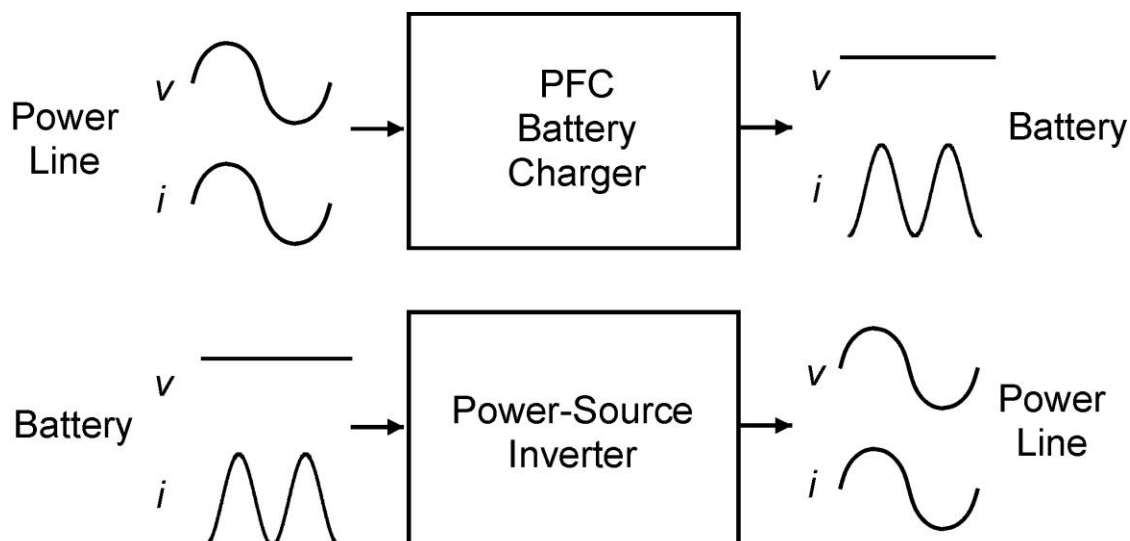 Power
Line
v
i
PFC
Battery
Charger
v
i
Battery
Battery
v
i
Power-Source
Inverter
v
i
Power
Line